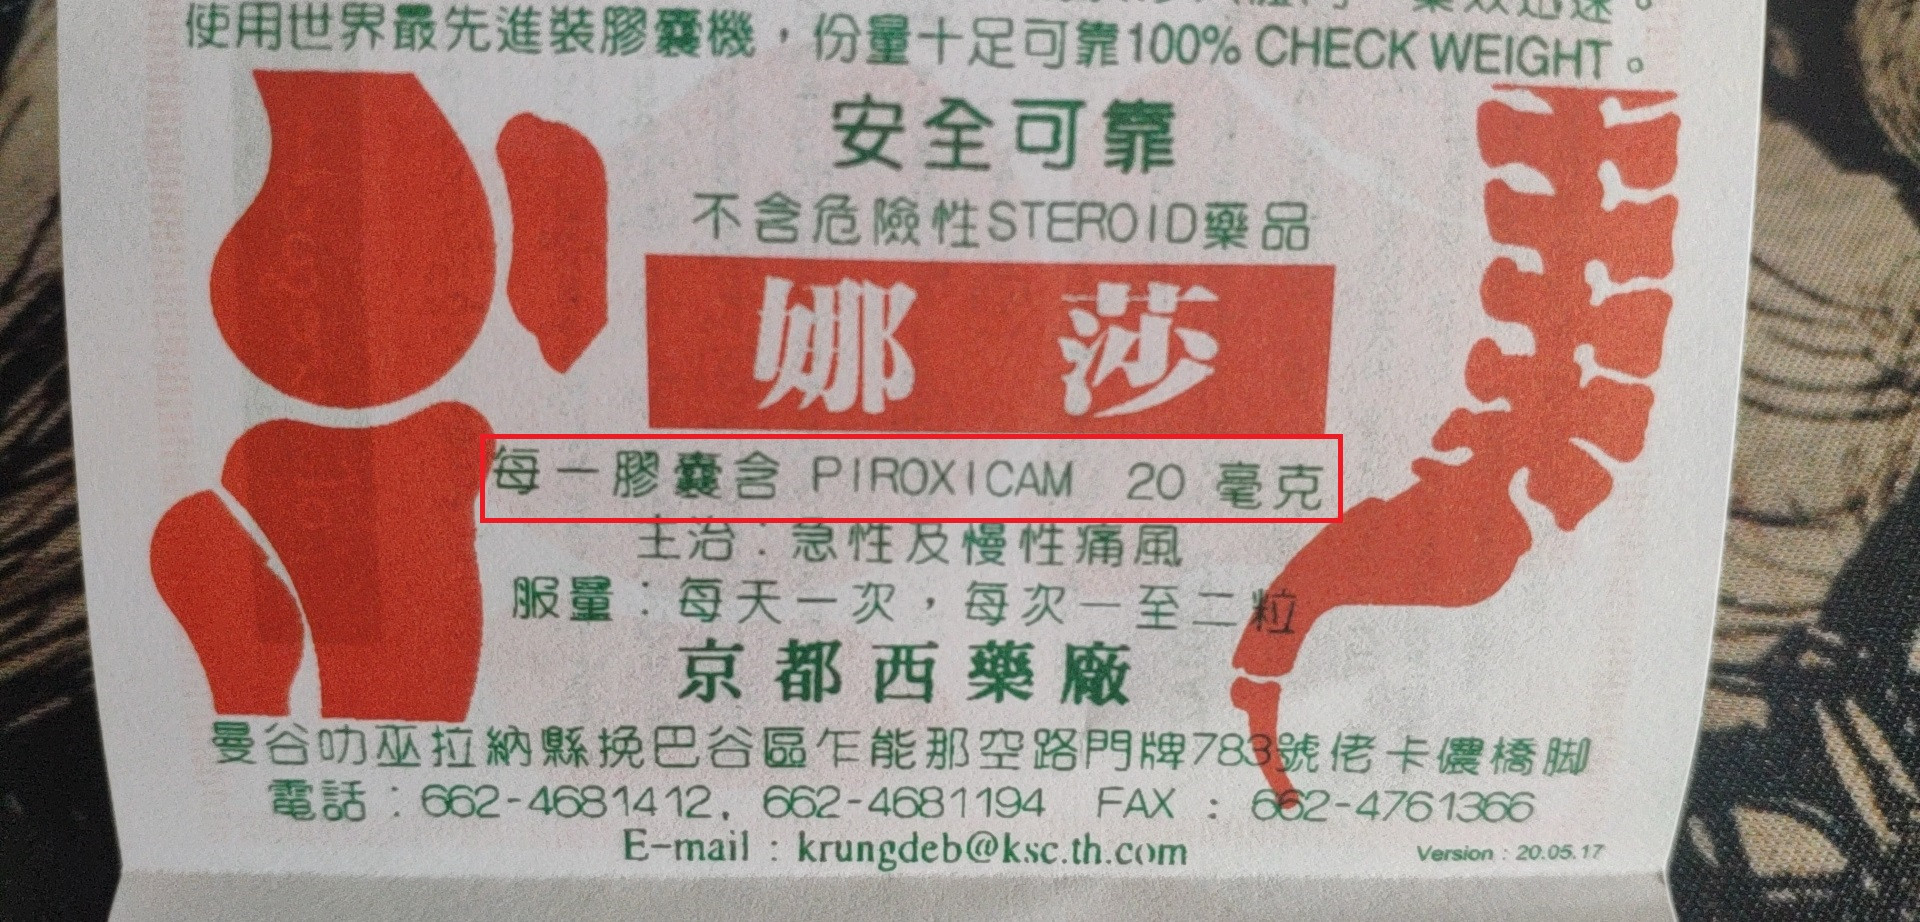 使用世界最先進裝膠囊機，份量十足可靠100% CHECK WEIGHT。
安全可靠
不含危險性STEROID藥品
娜莎
每一膠囊含 PIROXICAM 20 毫克
主治：急性及慢性痛風
服量：每天一次，每次一至二粒
京都西藥廠
曼谷叻巫拉納縣挽巴谷區乍能那空路門牌783號佬卡儂橋脚
電話：662-4681412, 662-4681194 FAX : 662-4761366
E-mail : krungdeb@ksc.th.com
Version : 20.05.17